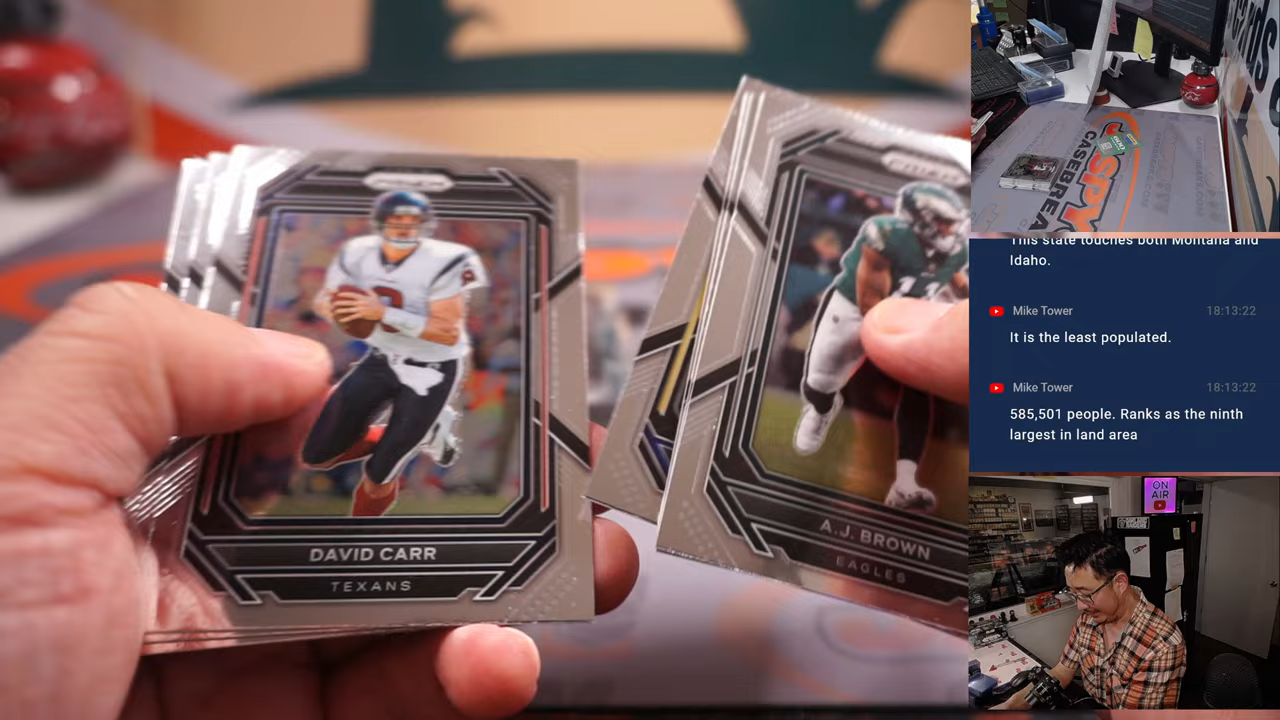 DAVID CARR
TEXANS
A.J. BROWN
EAGLES
CASEBREA
This state touches both Montana and
Idaho.
Mike Tower 18:13:22
It is the least populated.
Mike Tower 18:13:22
585,501 people. Ranks as the ninth
largest in land area
ON
AIR